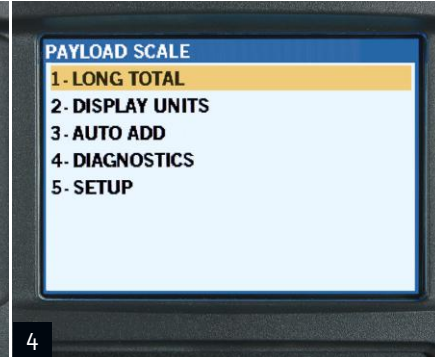 PAYLOAD SCALE
1- LONG TOTAL
2- DISPLAY UNITS
3- AUTO ADD
4- DIAGNOSTICS
5- SETUP
4